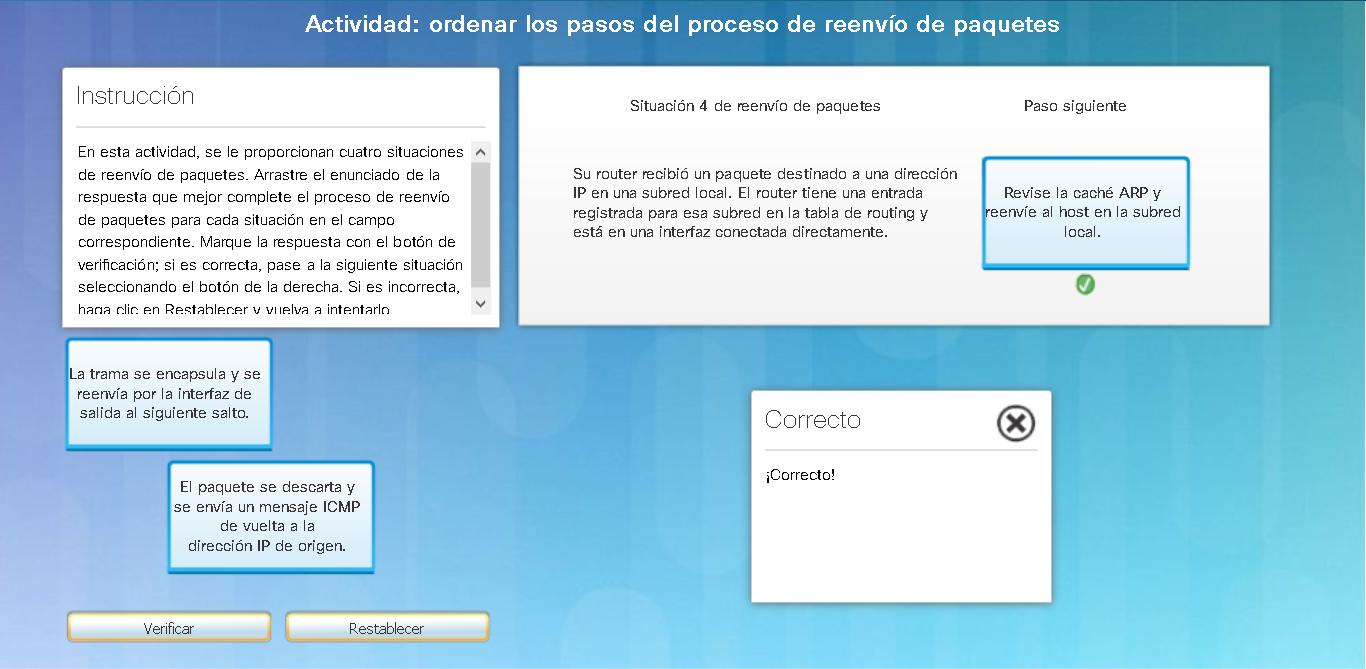 Actividad: ordenar los pasos del proceso de reenvío de paquetes
Instrucción
En esta actividad, se le proporcionan cuatro situaciones
de reenvío de paquetes. Arrastre el enunciado de la
respuesta que mejor complete el proceso de reenvío
de paquetes para cada situación en el campo
correspondiente. Marque la respuesta con el botón de
verificación; si es correcta, pase a la siguiente situación
seleccionando el botón de la derecha. Si es incorrecta,
haga clic en Restablecer y vuelva a intentarlo
Situación 4 de reenvío de paquetes
Paso siguiente
Su router recibió un paquete destinado a una dirección
IP en una subred local. El router tiene una entrada
registrada para esa subred en la tabla de routing y
está en una interfaz conectada directamente.
Revise la caché ARP y
reenvíe al host en la subred
local.
La trama se encapsula y se
reenvía por la interfaz de
salida al siguiente salto.
El paquete se descarta y
se envía un mensaje ICMP
de vuelta a la
dirección IP de origen.
Correcto
¡Correcto!
Verificar
Restablecer